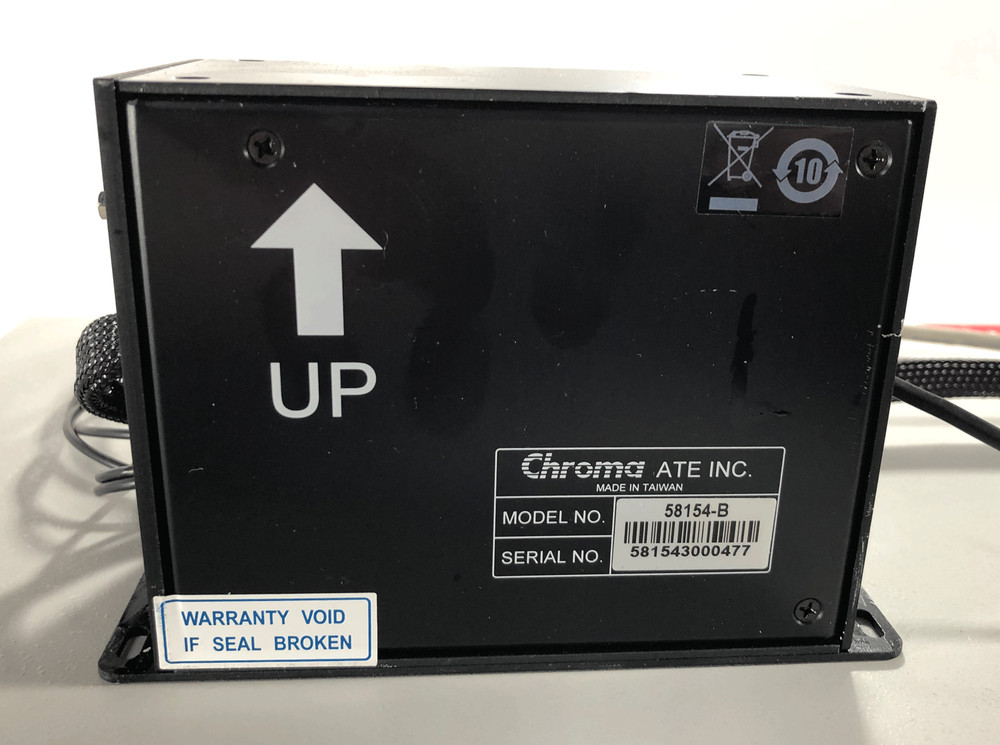 10
UP
Chroma ATE INC.
MADE IN TAIWAN
MODEL NO. 58154-B
SERIAL NO. 581543000477
WARRANTY VOID
IF SEAL BROKEN